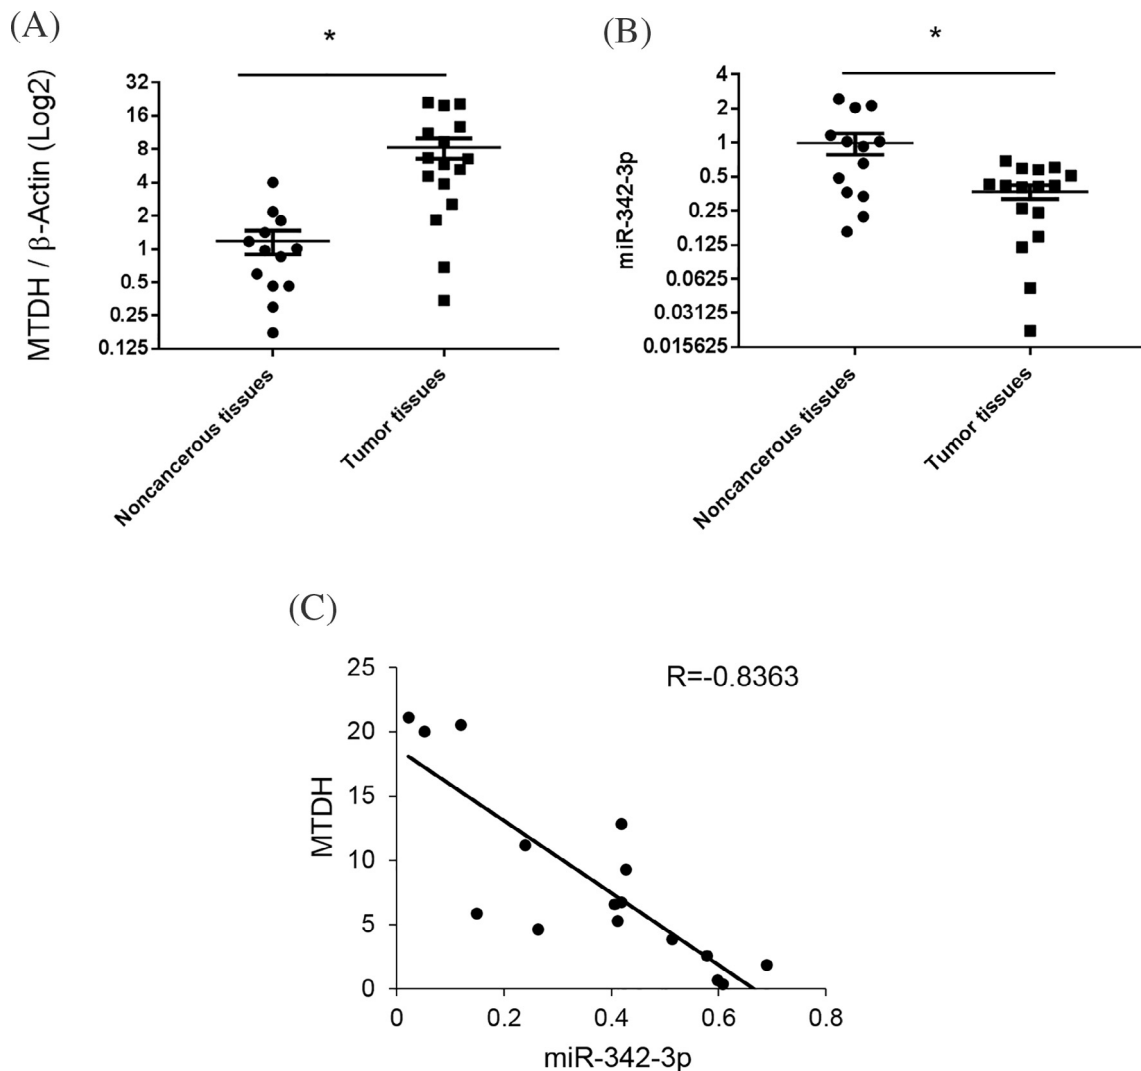 (A)
*
MTDH / β-Actin (Log2)
32
16
8
4
2
1
0.5
0.25
0.125
Noncancerous tissues
Tumor tissues
(B)
*
miR-342-3p
4
2
1
0.5
0.25
0.125
0.0625
0.03125
0.015625
Noncancerous tissues
Tumor tissues
(C)
R=-0.8363
MTDH
25
20
15
10
5
0
0 0.2 0.4 0.6 0.8
miR-342-3p